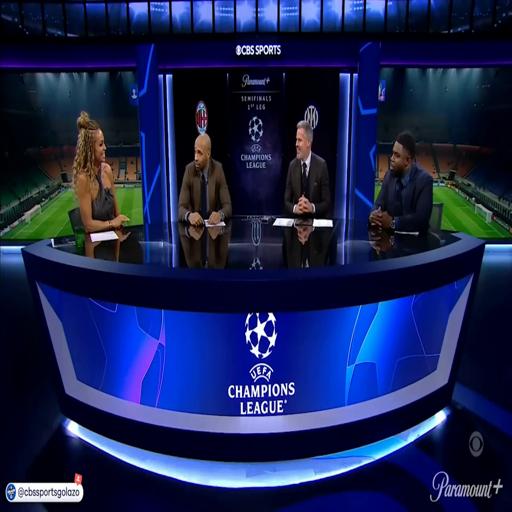 CBS SPORTS
Paramount+
SEMIFINALS
1ST LEG
CHAMPIONS
LEAGUE
UEFA
CHAMPIONS
LEAGUE
@cbssportsgolazo
Paramount+